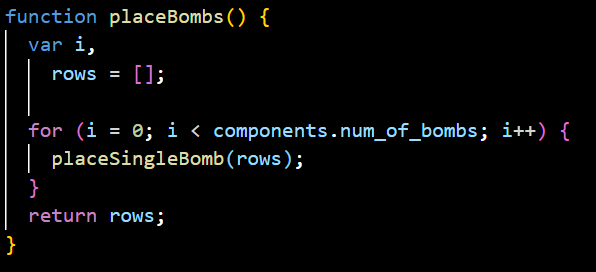 function placeBombs() {
  var i,
    rows = [];

  for (i = 0; i < components.num_of_bombs; i++) {
    placeSingleBomb(rows);
  }
  return rows;
}